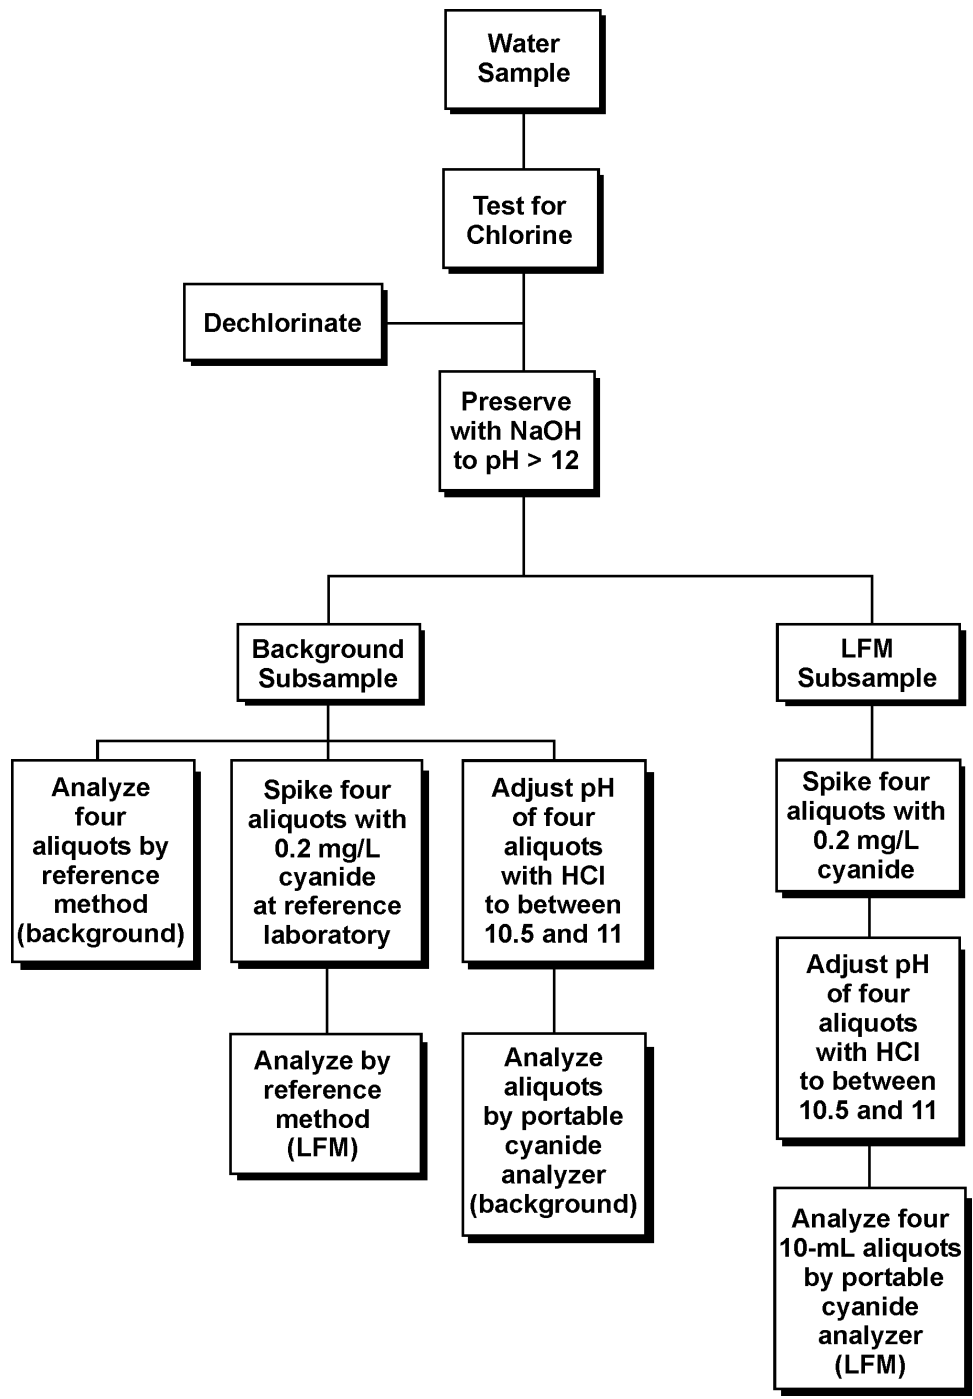 Water
Sample
Test for
Chlorine
Dechlorinate
Preserve
with NaOH
to pH > 12
Background
Subsample
LFM
Subsample
Analyze
four
aliquots by
reference
method
(background)
Spike four
aliquots with
0.2 mg/L
cyanide
at reference
laboratory
Adjust pH
of four
aliquots
with HCl
to between
10.5 and 11
Spike four
aliquots with
0.2 mg/L
cyanide
Analyze by
reference
method
(LFM)
Analyze
aliquots
by portable
cyanide
analyzer
(background)
Adjust pH
of four
aliquots
with HCl
to between
10.5 and 11
Analyze four
10-mL aliquots
by portable
cyanide
analyzer
(LFM)